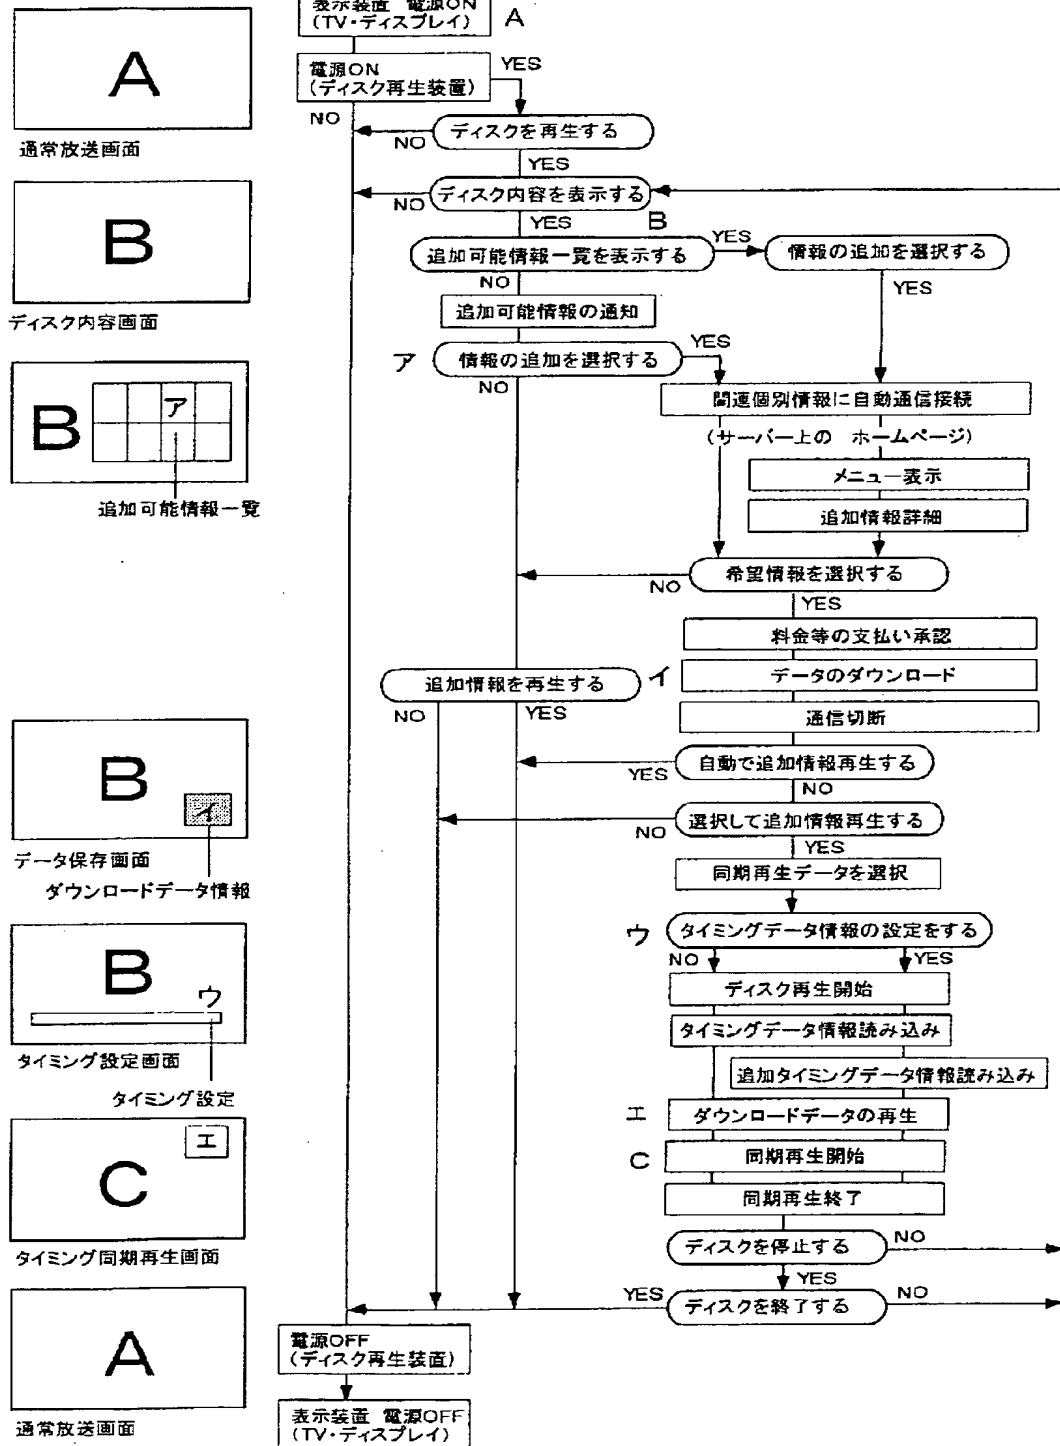 A
通常放送画面
B
ディスク内容画面
B
ア
追加可能情報一覧
B
イ
データ保存画面
ダウンロードデータ情報
B
ウ
タイミング設定画面
タイミング設定
エ
C
タイミング同期再生画面
A
通常放送画面
表示装置 電源ON
(TV・ディスプレイ)
A
電源ON
(ディスク再生装置)
YES
NO
ディスクを再生する
NO
YES
ディスク内容を表示する
NO
YES
B
追加可能情報一覧を表示する
YES
情報の追加を選択する
NO
YES
追加可能情報の通知
ア
情報の追加を選択する
YES
NO
関連個別情報に自動通信接続
(サーバー上の ホームページ)
メニュー表示
追加情報詳細
希望情報を選択する
NO
YES
料金等の支払い承認
追加情報を再生する
イ
データのダウンロード
NO
YES
通信切断
自動で追加情報再生する
YES
NO
選択して追加情報再生する
NO
YES
同期再生データを選択
ウ
タイミングデータ情報の設定をする
NO
YES
ディスク再生開始
タイミングデータ情報読み込み
追加タイミングデータ情報読み込み
エ
ダウンロードデータの再生
C
同期再生開始
同期再生終了
ディスクを停止する
NO
YES
YES
ディスクを終了する
NO
電源OFF
(ディスク再生装置)
表示装置 電源OFF
(TV・ディスプレイ)